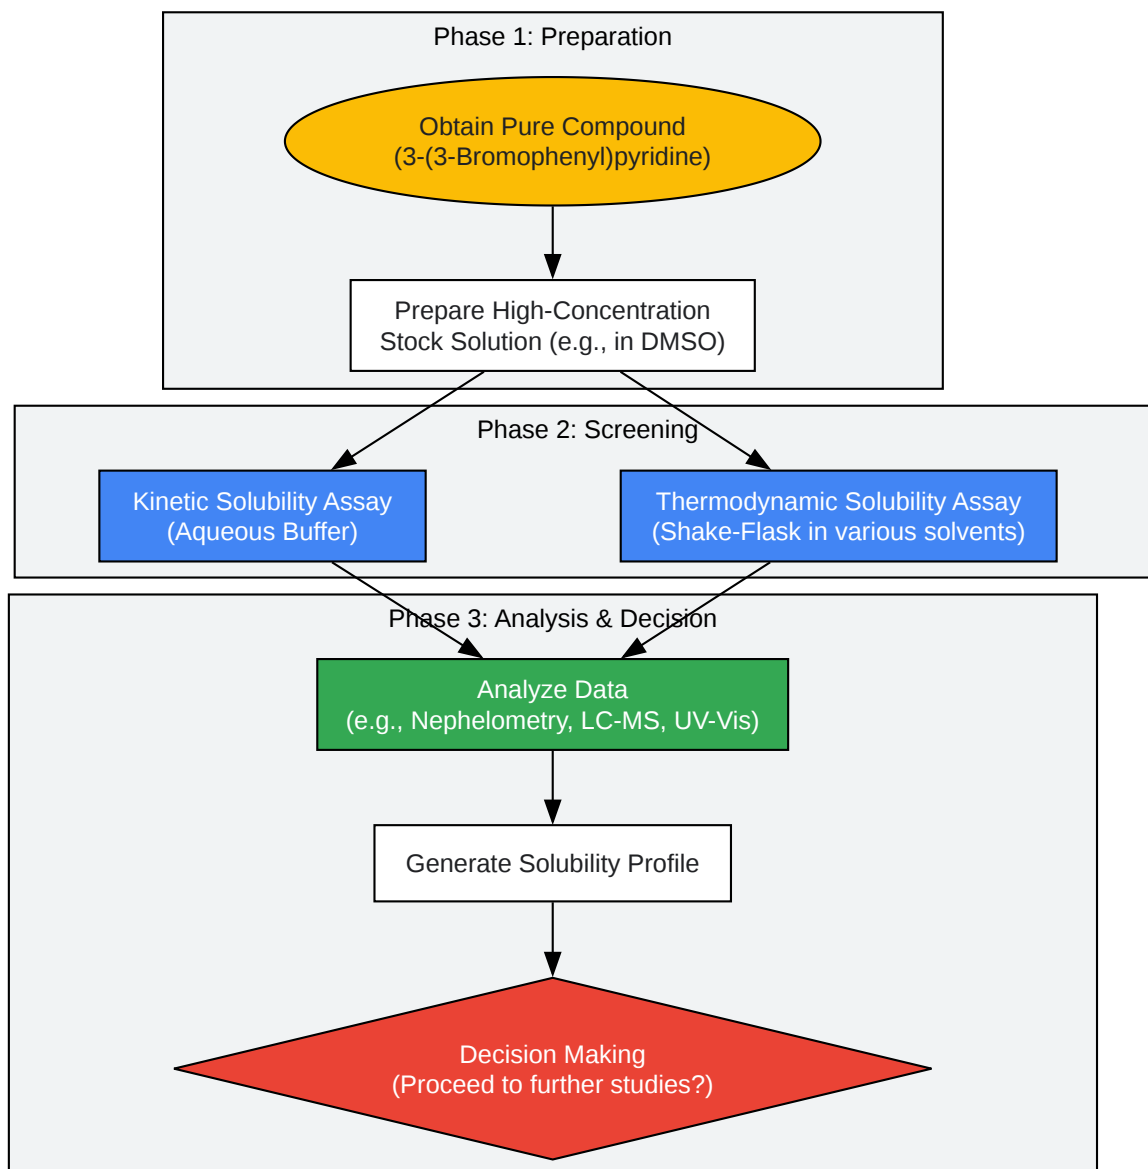 Phase 1: Preparation
Obtain Pure Compound
(3-(3-Bromophenyl)pyridine)
Prepare High-Concentration
Stock Solution (e.g., in DMSO)
Phase 2: Screening
Kinetic Solubility Assay
(Aqueous Buffer)
Thermodynamic Solubility Assay
(Shake-Flask in various solvents)
Phase 3: Analysis & Decision
Analyze Data
(e.g., Nephelometry, LC-MS, UV-Vis)
Generate Solubility Profile
Decision Making
(Proceed to further studies?)